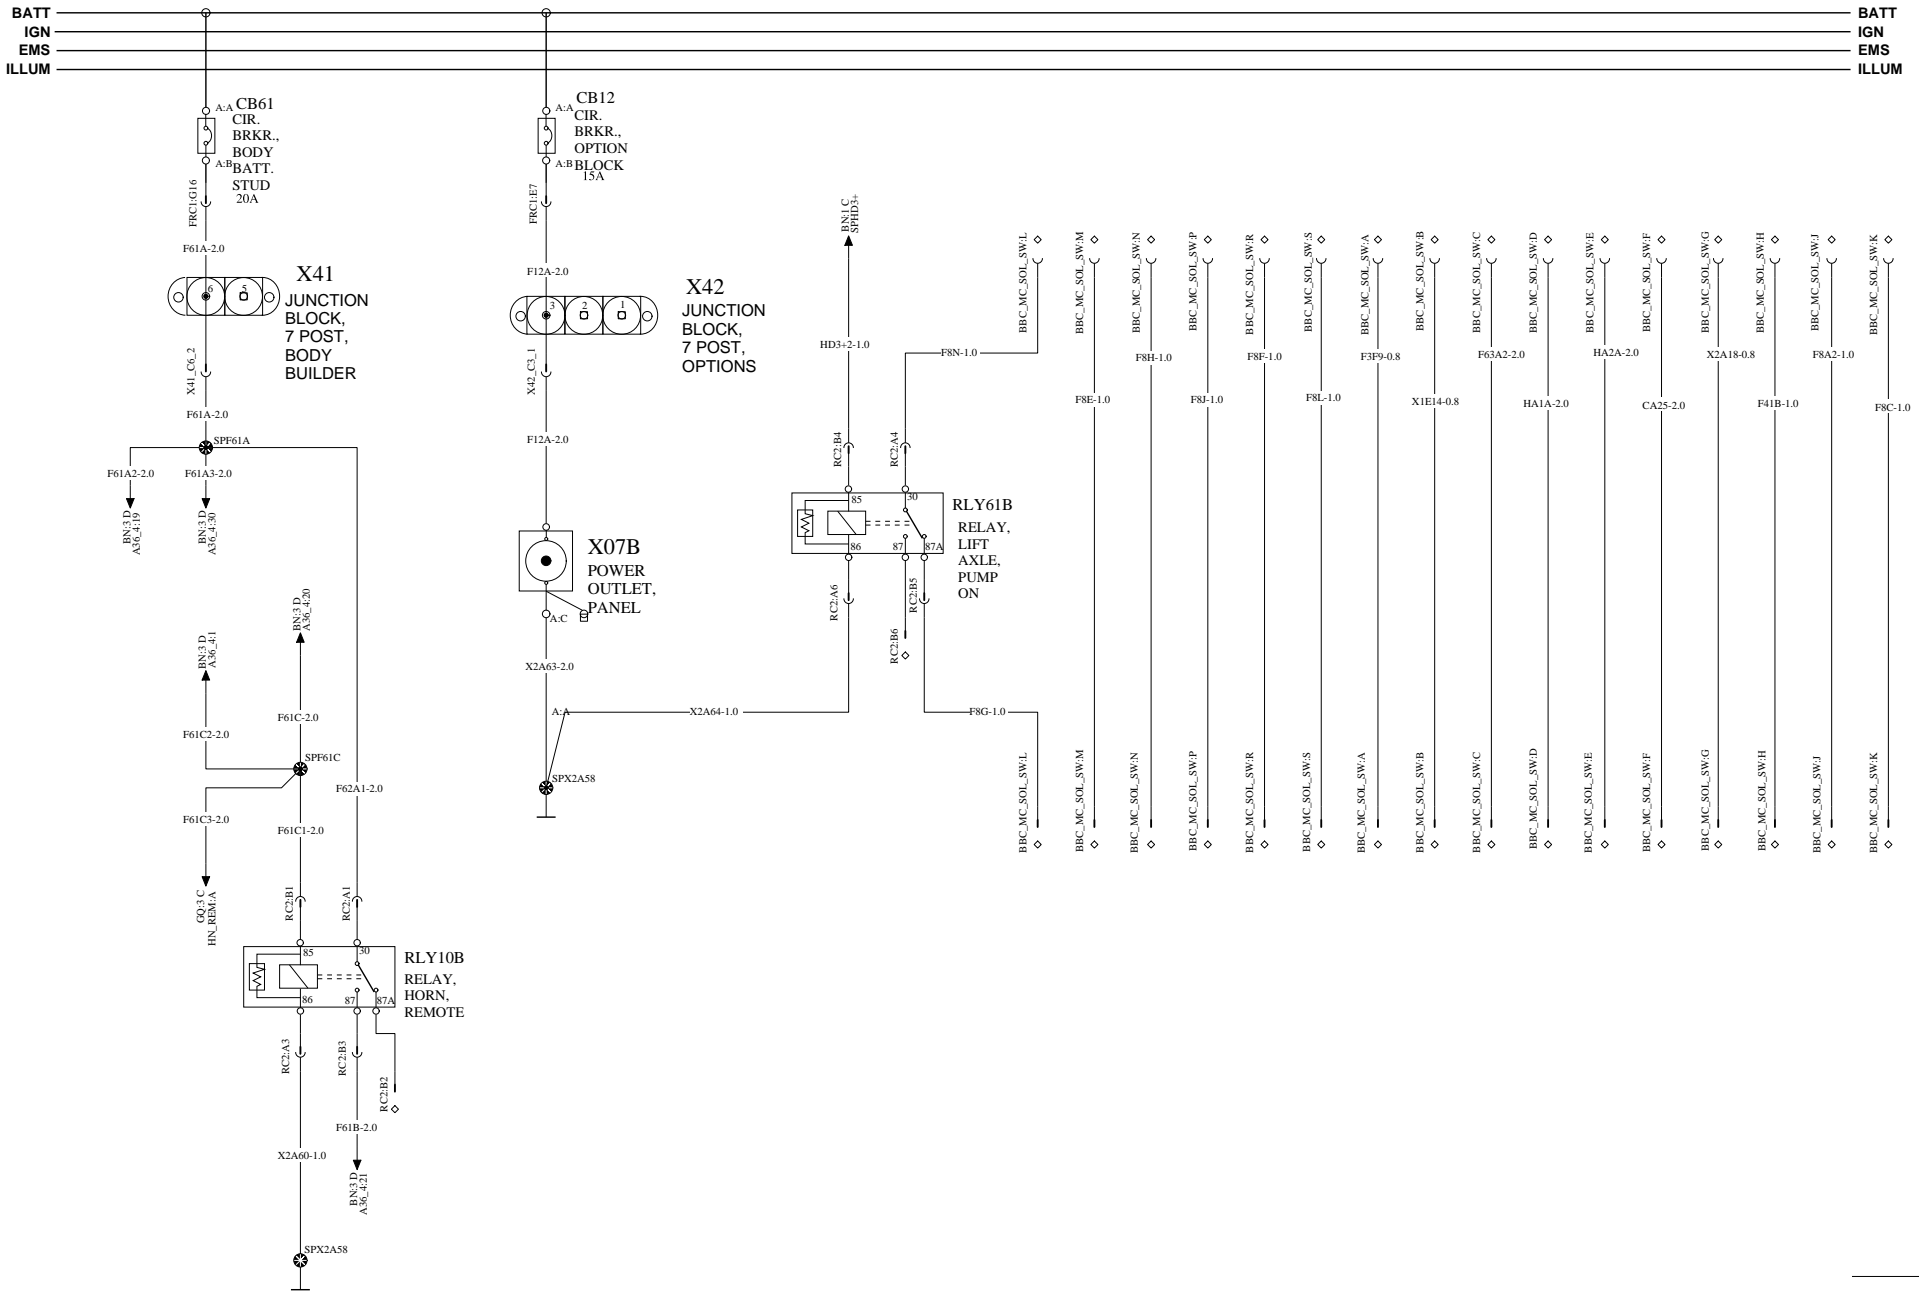 BATT
BATT
IGN
IGN
EMS
EMS
ILLUM
ILLUM
A:A
CB61
CIR.
BRKR.,
BODY
BATT.
STUD
20A
A:B
FRC1:G16
F61A-2.0
6
5
X41
JUNCTION
BLOCK,
7 POST,
BODY
BUILDER
X41_C6_2
F61A-2.0
SPF61A
F61A2-2.0
F61A3-2.0
BN:3 D
A36_4:19
BN:3 D
A36_4:30
BN:3 D
A36_4:20
BN:3 D
A36_4:1
F61C-2.0
F61C2-2.0
SPF61C
F62A1-2.0
F61C3-2.0
F61C1-2.0
GQ:3 C
HN_REM:A
RC2:B1
RC2:A1
85
30
86
87
87A
RLY10B
RELAY,
HORN,
REMOTE
RC2:A3
RC2:B3
RC2:B2
F61B-2.0
X2A60-1.0
BN:3 D
A36_4:21
SPX2A58
A:A
CB12
CIR.
BRKR.,
OPTION
BLOCK
15A
A:B
FRC1:E7
F12A-2.0
3
2
1
X42
JUNCTION
BLOCK,
7 POST,
OPTIONS
X42_C3_1
F12A-2.0
X07B
POWER
OUTLET,
PANEL
A:C
X2A63-2.0
A:A
X2A64-1.0
SPX2A58
BN:1 C
SPHD3+
HD3+2-1.0
F8N-1.0
RC2:B4
RC2:A4
85
30
86
87
87A
RLY61B
RELAY,
LIFT
AXLE,
PUMP
ON
RC2:A6
RC2:B5
RC2:B6
F8G-1.0
BBC_MC_SOL_SW:L
BBC_MC_SOL_SW:M
BBC_MC_SOL_SW:N
BBC_MC_SOL_SW:P
BBC_MC_SOL_SW:R
BBC_MC_SOL_SW:S
BBC_MC_SOL_SW:A
BBC_MC_SOL_SW:B
BBC_MC_SOL_SW:C
BBC_MC_SOL_SW:D
BBC_MC_SOL_SW:E
BBC_MC_SOL_SW:F
BBC_MC_SOL_SW:G
BBC_MC_SOL_SW:H
BBC_MC_SOL_SW:J
BBC_MC_SOL_SW:K
F8E-1.0
F8H-1.0
F8J-1.0
F8F-1.0
F8L-1.0
F3F9-0.8
X1E14-0.8
F63A2-2.0
HA1A-2.0
HA2A-2.0
CA25-2.0
X2A18-0.8
F41B-1.0
F8A2-1.0
F8C-1.0
BBC_MC_SOL_SW:L
BBC_MC_SOL_SW:M
BBC_MC_SOL_SW:N
BBC_MC_SOL_SW:P
BBC_MC_SOL_SW:R
BBC_MC_SOL_SW:S
BBC_MC_SOL_SW:A
BBC_MC_SOL_SW:B
BBC_MC_SOL_SW:C
BBC_MC_SOL_SW:D
BBC_MC_SOL_SW:E
BBC_MC_SOL_SW:F
BBC_MC_SOL_SW:G
BBC_MC_SOL_SW:H
BBC_MC_SOL_SW:J
BBC_MC_SOL_SW:K